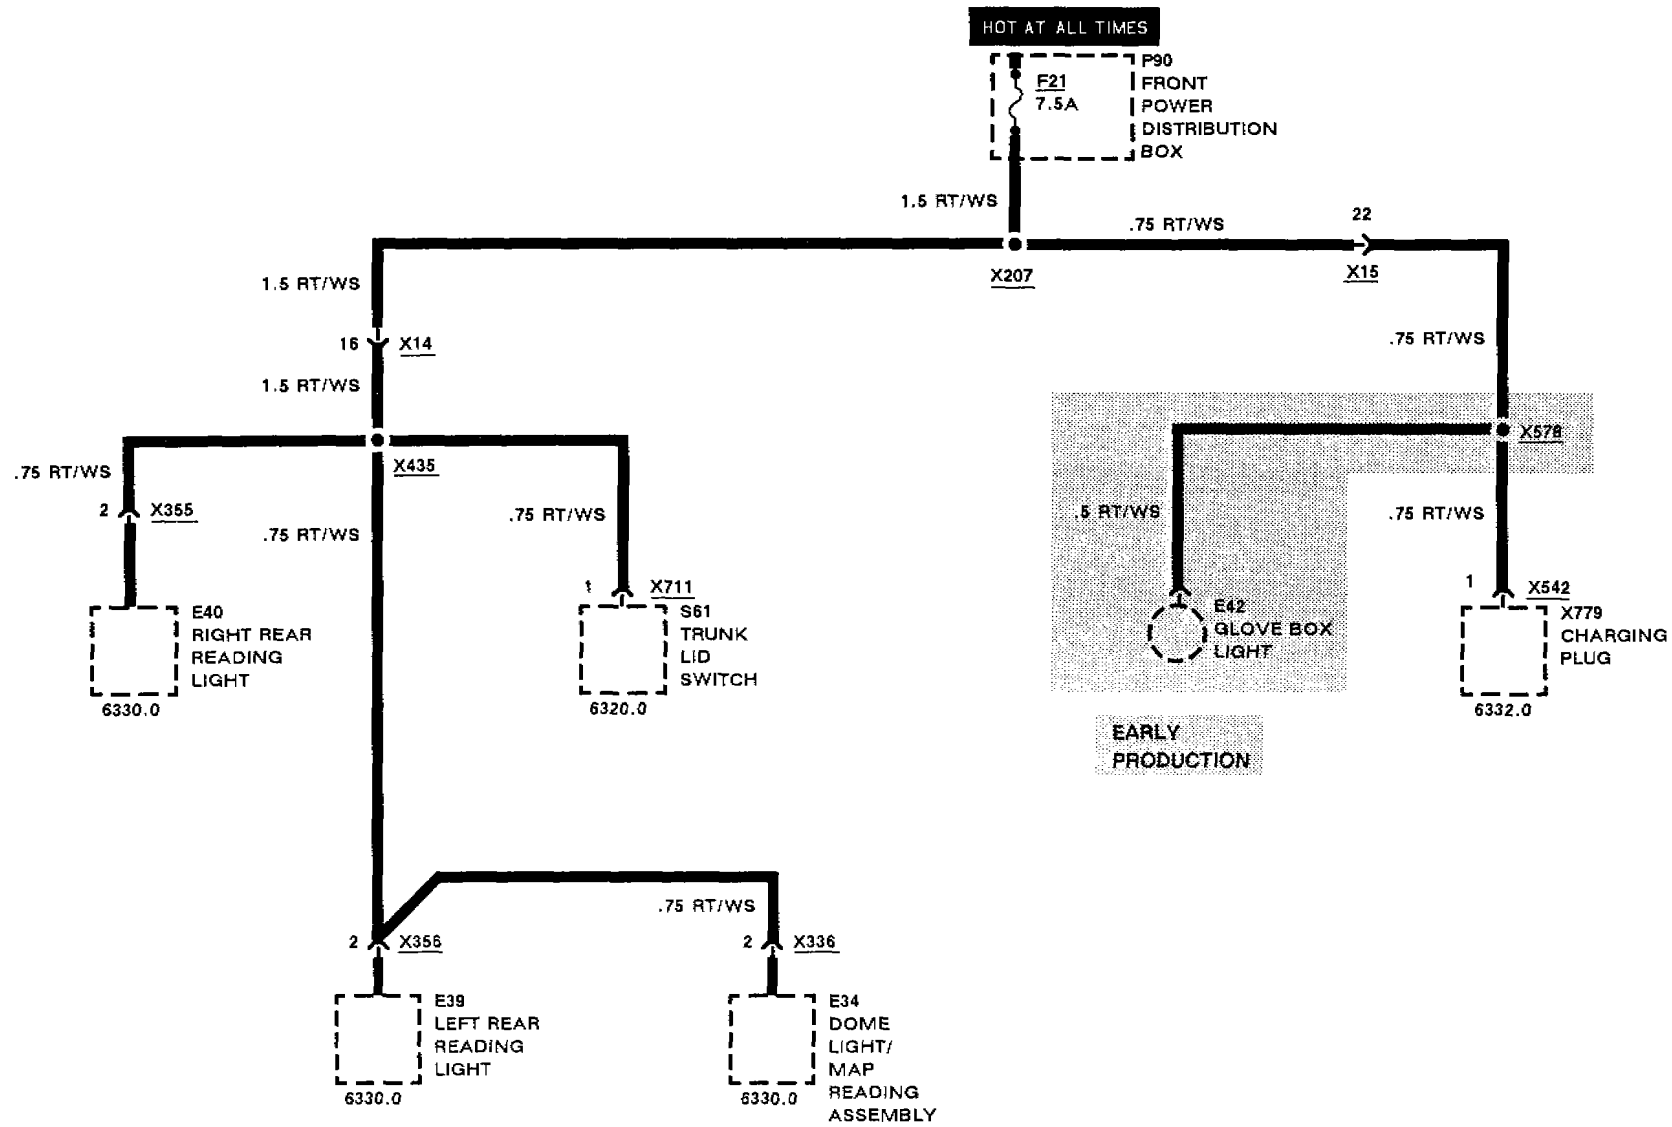 HOT AT ALL TIMES
P90
FRONT
POWER
DISTRIBUTION
BOX
F21
7.5A
1.5 RT/WS
.75 RT/WS
22
X207
X15
1.5 RT/WS
16 X14
1.5 RT/WS
.75 RT/WS
X435
X578
.75 RT/WS
2 X355
.75 RT/WS
.75 RT/WS
.5 RT/WS
.75 RT/WS
1 X711
1 X542
E40
RIGHT REAR
READING
LIGHT
6330.0
S61
TRUNK
LID
SWITCH
6320.0
E42
GLOVE BOX
LIGHT
X779
CHARGING
PLUG
6332.0
EARLY
PRODUCTION
.75 RT/WS
2 X356
2 X336
E39
LEFT REAR
READING
LIGHT
6330.0
E34
DOME
LIGHT/
MAP
READING
ASSEMBLY
6330.0